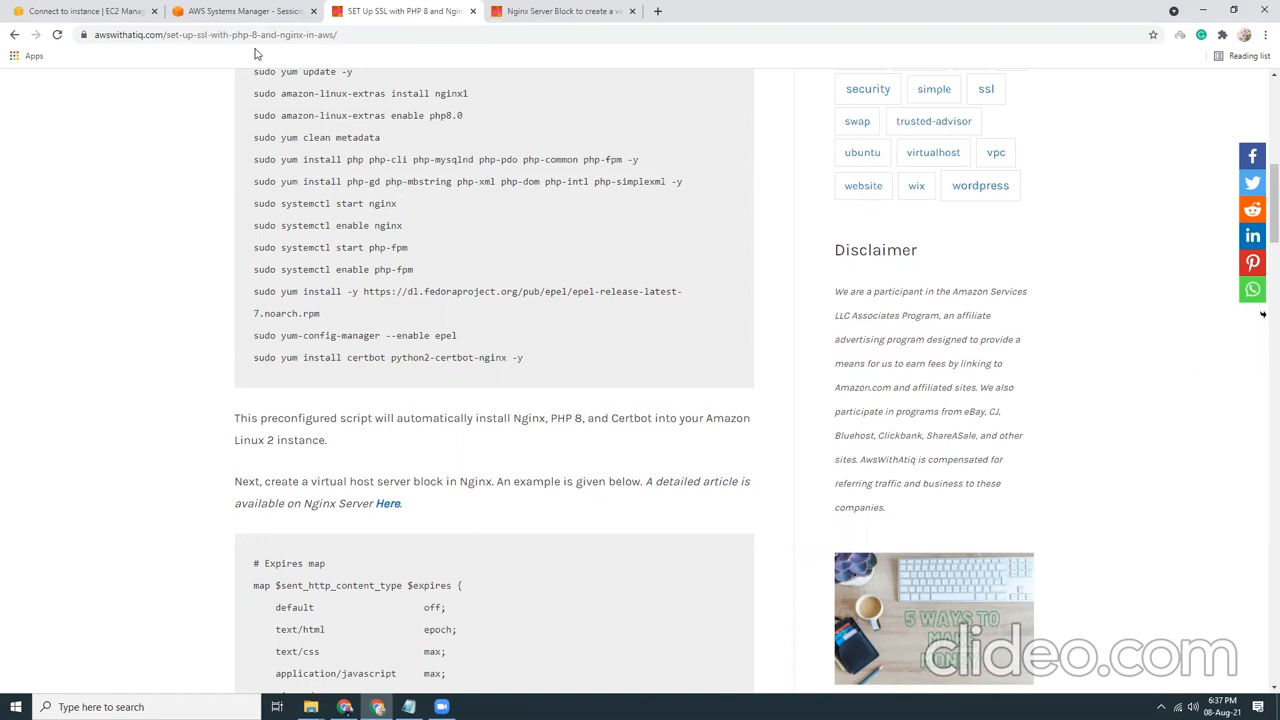 Connect to instance | EC2 Manag
AWS Systems Manager - Session
SET Up SSL with PHP 8 and Ngin
Nginx Server Block to create a vi
awswithatiq.com/set-up-ssl-with-php-8-and-nginx-in-aws/
Apps
Reading list
sudo yum update -y
sudo amazon-linux-extras install nginx1
sudo amazon-linux-extras enable php8.0
sudo yum clean metadata
sudo yum install php php-cli php-mysqlnd php-pdo php-common php-fpm -y
sudo yum install php-gd php-mbstring php-xml php-dom php-intl php-simplexml -y
sudo systemctl start nginx
sudo systemctl enable nginx
sudo systemctl start php-fpm
sudo systemctl enable php-fpm
sudo yum install -y https://dl.fedoraproject.org/pub/epel/epel-release-latest-
7.noarch.rpm
sudo yum-config-manager --enable epel
sudo yum install certbot python2-certbot-nginx -y
This preconfigured script will automatically install Nginx, PHP 8, and Certbot into your Amazon
Linux 2 instance.
Next, create a virtual host server block in Nginx. An example is given below. A detailed article is
available on Nginx Server Here.
# Expires map
map $sent_http_content_type $expires {
default off;
text/html epoch;
text/css max;
application/javascript max;
security simple ssl
swap trusted-advisor
ubuntu virtualhost vpc
website wix wordpress
Disclaimer
We are a participant in the Amazon Services
LLC Associates Program, an affiliate
advertising program designed to provide a
means for us to earn fees by linking to
Amazon.com and affiliated sites. We also
participate in programs from eBay, CJ,
Bluehost, Clickbank, ShareASale, and other
sites. AwsWithAtiq is compensated for
referring traffic and business to these
companies.
5 WAYS TO
MAKE
MONEY
clideo.com
Type here to search
6:37 PM
08-Aug-21